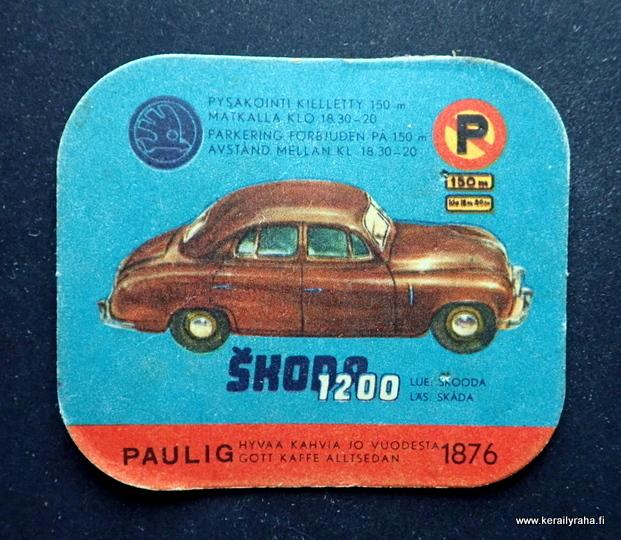 PYSÄKÖINTI KIELLETTY 150 m
MATKALLA KLO 18.30-20
PARKERING FÖRBJUDEN PÅ 150 m
AVSTÅND MELLAN KL 18.30-20
P
150 m
ŠKODA
1200
LUE: ŠKOODA
LÄS: SKÅDA
PAULIG
HYVÄÄ KAHVIA JO VUODESTA
GOTT KAFFE ALLTSEDAN
1876
www.kerailyraha.fi